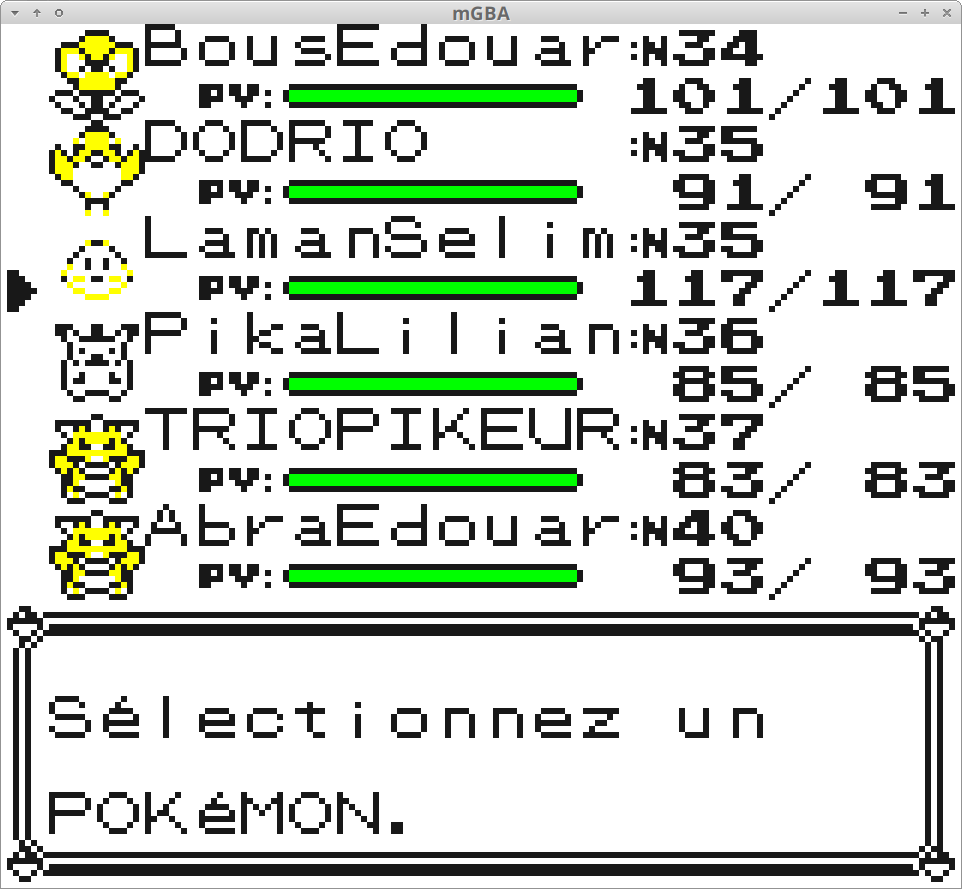 mGBA
BousEdouar:N34
PV: 101/101
DODRIO :N35
PV: 91/ 91
LamanSelim:N35
PV: 117/117
PikaLilian:N36
PV: 85/ 85
TRIOPIKEUR:N37
PV: 83/ 83
AbraEdouar:N40
PV: 93/ 93
Sélectionnez un
POKéMON.